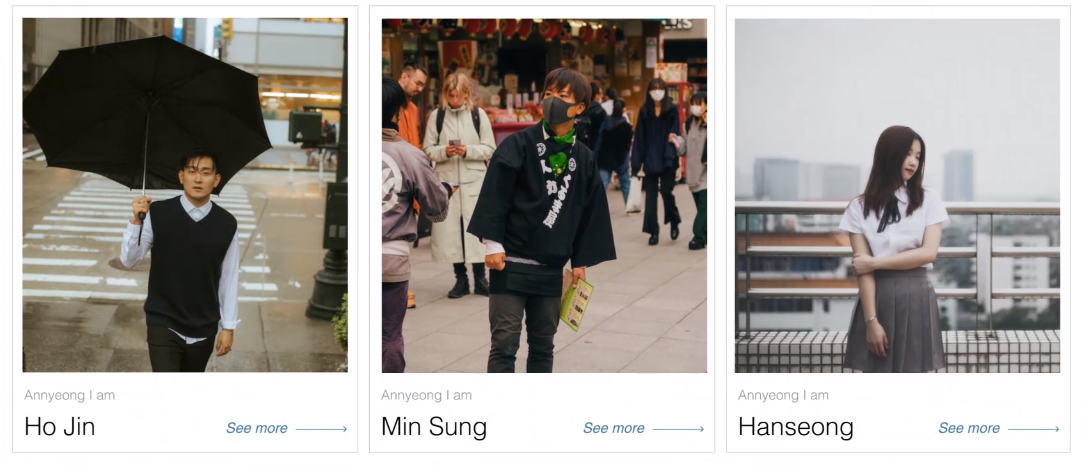 Annyeong I am
Ho Jin
See more
Annyeong I am
Min Sung
See more
Annyeong I am
Hanseong
See more